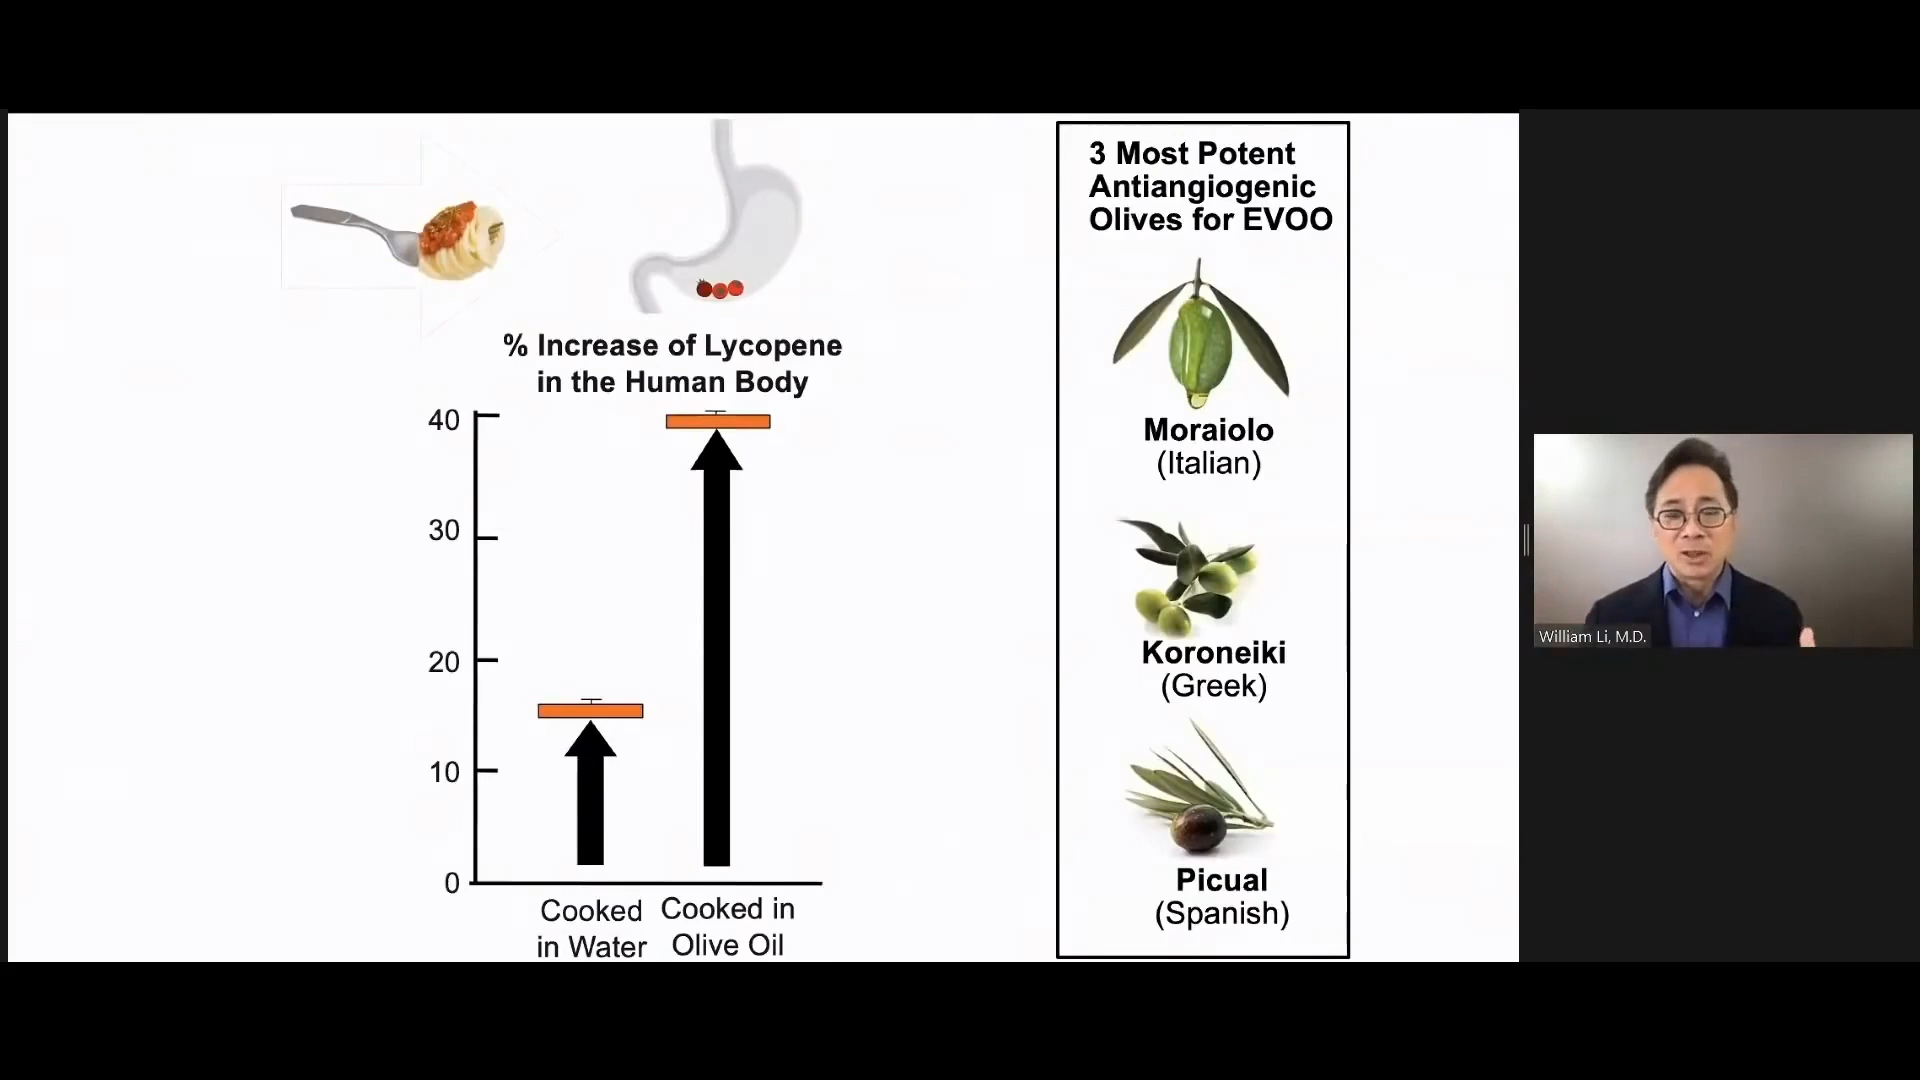 % Increase of Lycopene
in the Human Body
40
30
20
10
0
Cooked
in Water
Cooked in
Olive Oil
3 Most Potent
Antiangiogenic
Olives for EVOO
Moraiolo
(Italian)
Koroneiki
(Greek)
Picual
(Spanish)
William Li, M.D.